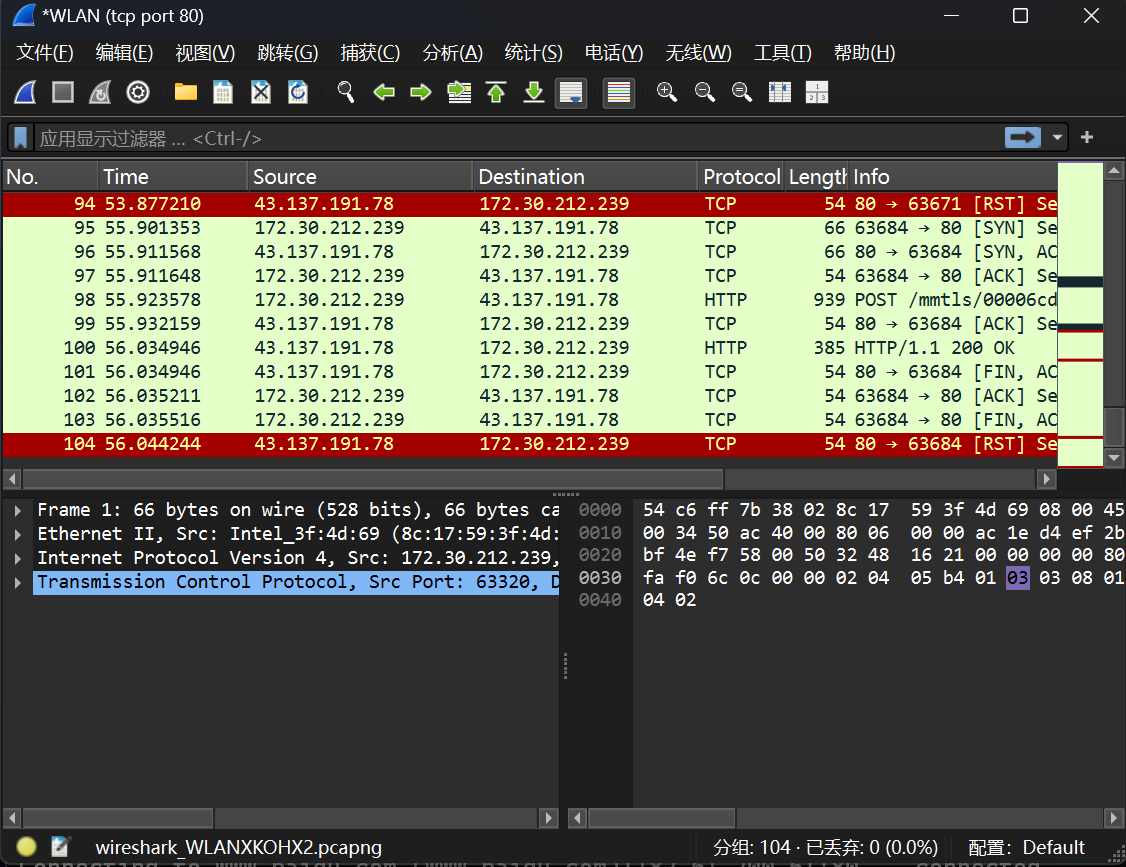 *WLAN (tcp port 80)
文件(F) 编辑(E) 视图(V) 跳转(G) 捕获(C) 分析(A) 统计(S) 电话(Y) 无线(W) 工具(T) 帮助(H)
应用显示过滤器 … <Ctrl-/>
No. Time Source Destination Protocol Length Info
94 53.877210 43.137.191.78 172.30.212.239 TCP 54 80 → 63671 [RST] Se
95 55.901353 172.30.212.239 43.137.191.78 TCP 66 63684 → 80 [SYN] Se
96 55.911568 43.137.191.78 172.30.212.239 TCP 66 80 → 63684 [SYN, AC
97 55.911648 172.30.212.239 43.137.191.78 TCP 54 63684 → 80 [ACK] Se
98 55.923578 172.30.212.239 43.137.191.78 HTTP 939 POST /mmtls/00006cd
99 55.932159 43.137.191.78 172.30.212.239 TCP 54 80 → 63684 [ACK] Se
100 56.034946 43.137.191.78 172.30.212.239 HTTP 385 HTTP/1.1 200 OK
101 56.034946 43.137.191.78 172.30.212.239 TCP 54 80 → 63684 [FIN, AC
102 56.035211 172.30.212.239 43.137.191.78 TCP 54 63684 → 80 [ACK] Se
103 56.035516 172.30.212.239 43.137.191.78 TCP 54 63684 → 80 [FIN, AC
104 56.044244 43.137.191.78 172.30.212.239 TCP 54 80 → 63684 [RST] Se
Frame 1: 66 bytes on wire (528 bits), 66 bytes ca
Ethernet II, Src: Intel_3f:4d:69 (8c:17:59:3f:4d:
Internet Protocol Version 4, Src: 172.30.212.239,
Transmission Control Protocol, Src Port: 63320, D
0000 54 c6 ff 7b 38 02 8c 17 59 3f 4d 69 08 00 45
0010 00 34 50 ac 40 00 80 06 00 00 ac 1e d4 ef 2b
0020 bf 4e f7 58 00 50 32 48 16 21 00 00 00 00 80
0030 fa f0 6c 0c 00 00 02 04 05 b4 01 03 03 08 01
0040 04 02
wireshark_WLANXKOHX2.pcapng 分组: 104 · 已丢弃: 0 (0.0%) 配置: Default